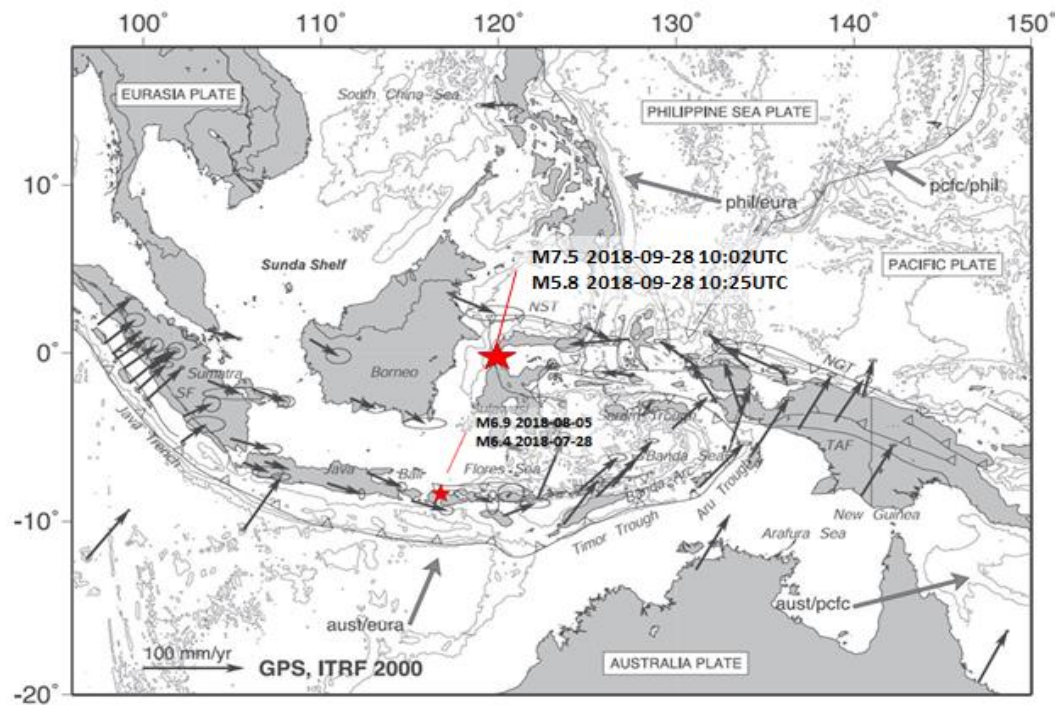 100° 110° 120° 130° 140° 150°
EURASIA PLATE
South China Sea
PHILIPPINE SEA PLATE
10°
phil/eura
pcfc/phil
M7.5 2018-09-28 10:02UTC
M5.8 2018-09-28 10:25UTC
Sunda Shelf
PACIFIC PLATE
NST
0°
NGT
Sumatra
Borneo
SF
M6.9 2018-08-05
M6.4 2018-07-28
Seram Trough
Java Trench
TAF
Java
Bali
Flores Sea
Banda Sea
Banda Arc
Aru Trough
-10°
New Guinea
Timor Trough
Arafura Sea
aust/eura
aust/pcfc
100 mm/yr
GPS, ITRF 2000
AUSTRALIA PLATE
-20°